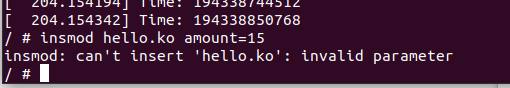 [  204.154194] Time: 194338744512
[  204.154342] Time: 194338850768
/ # insmod hello.ko amount=15
insmod: can't insert 'hello.ko': invalid parameter
/ #